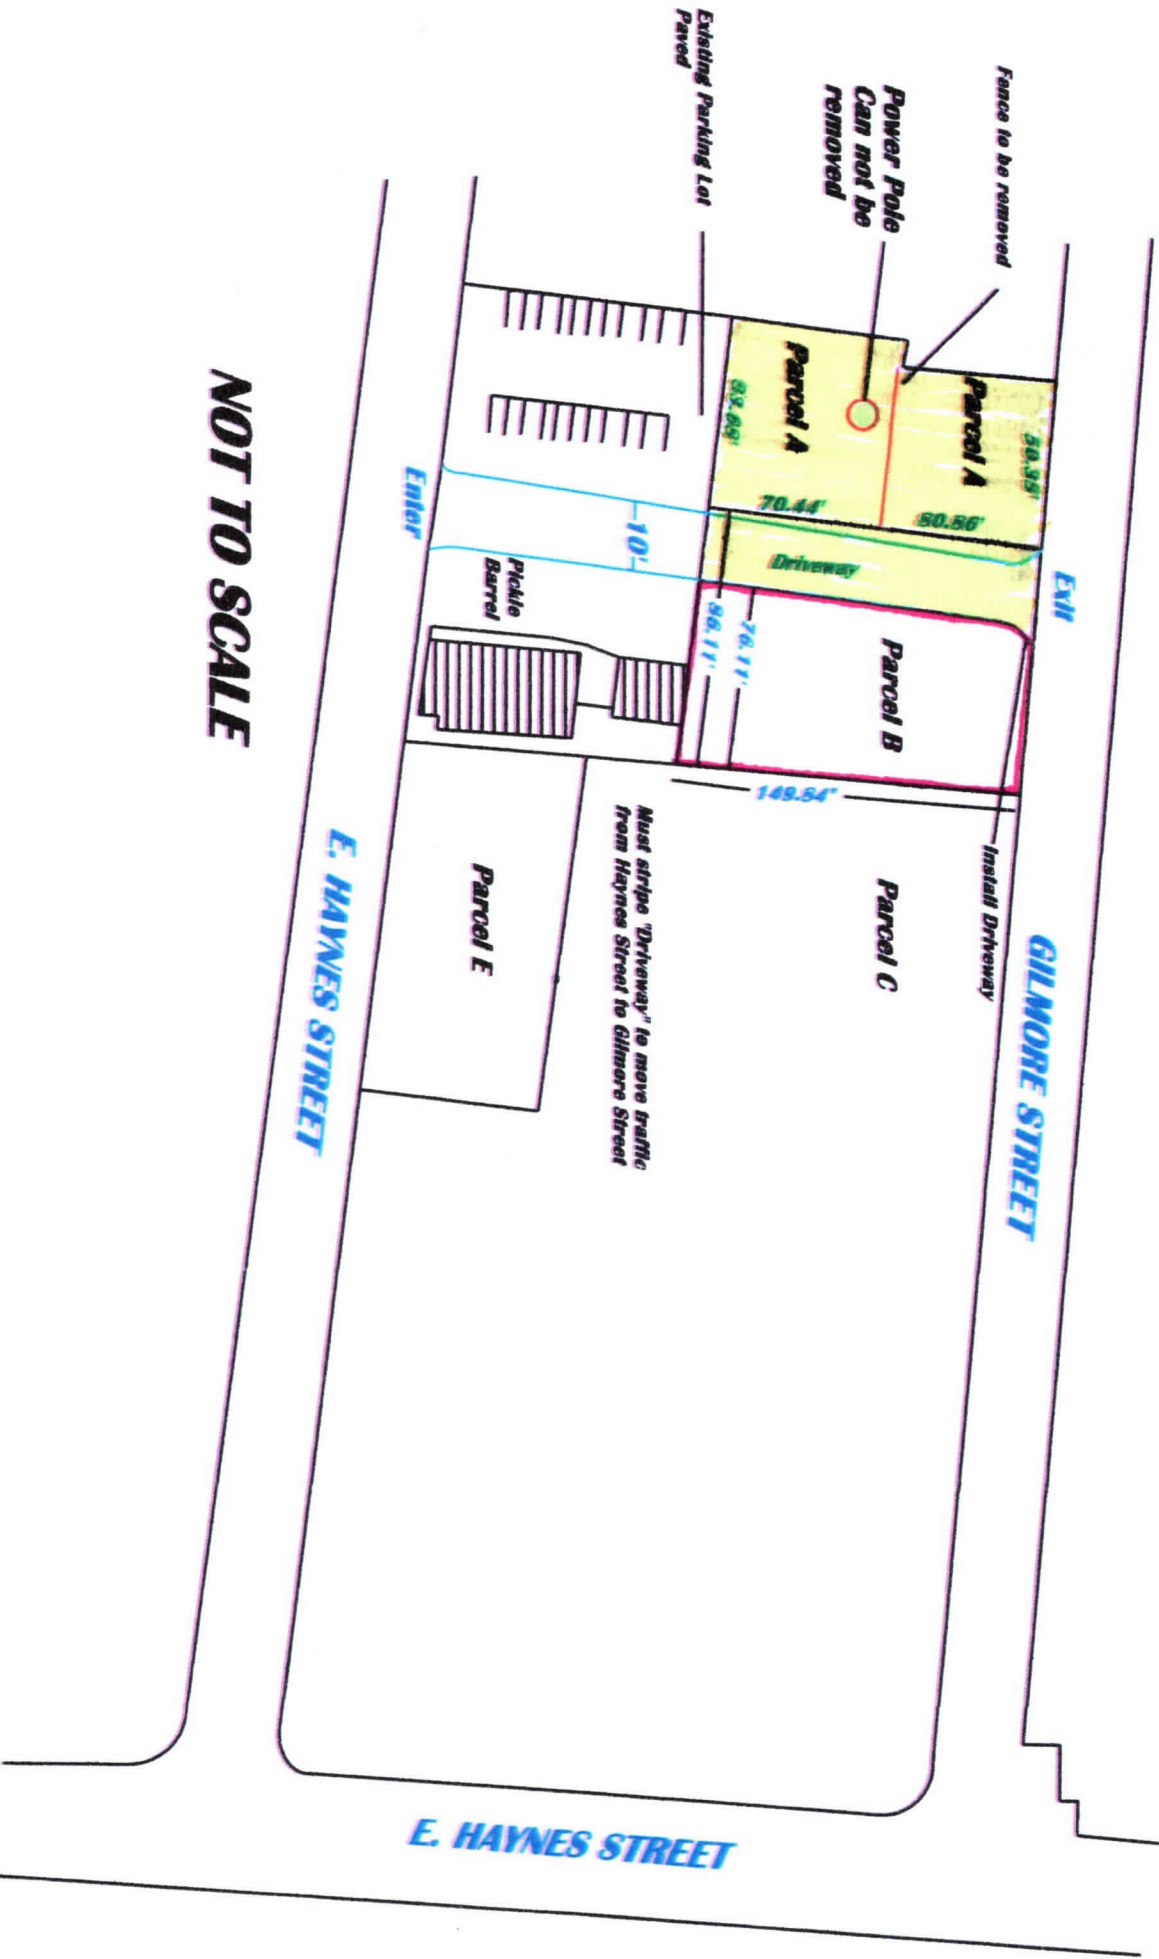 GILMORE STREET
Exit
Install Driveway
Fence to be removed
Parcel A
50.35'
80.86'
Power Pole
Can not be
removed
Parcel A
70.44'
Driveway
Parcel B
Parcel C
149.84'
76.11'
86.11'
Existing Parking Lot
Paved
10'
Pickle
Barrel
Must stripe "Driveway" to move traffic
from Haynes Street to Gilmore Street
Parcel E
Enter
E. HAYNES STREET
NOT TO SCALE
E. HAYNES STREET